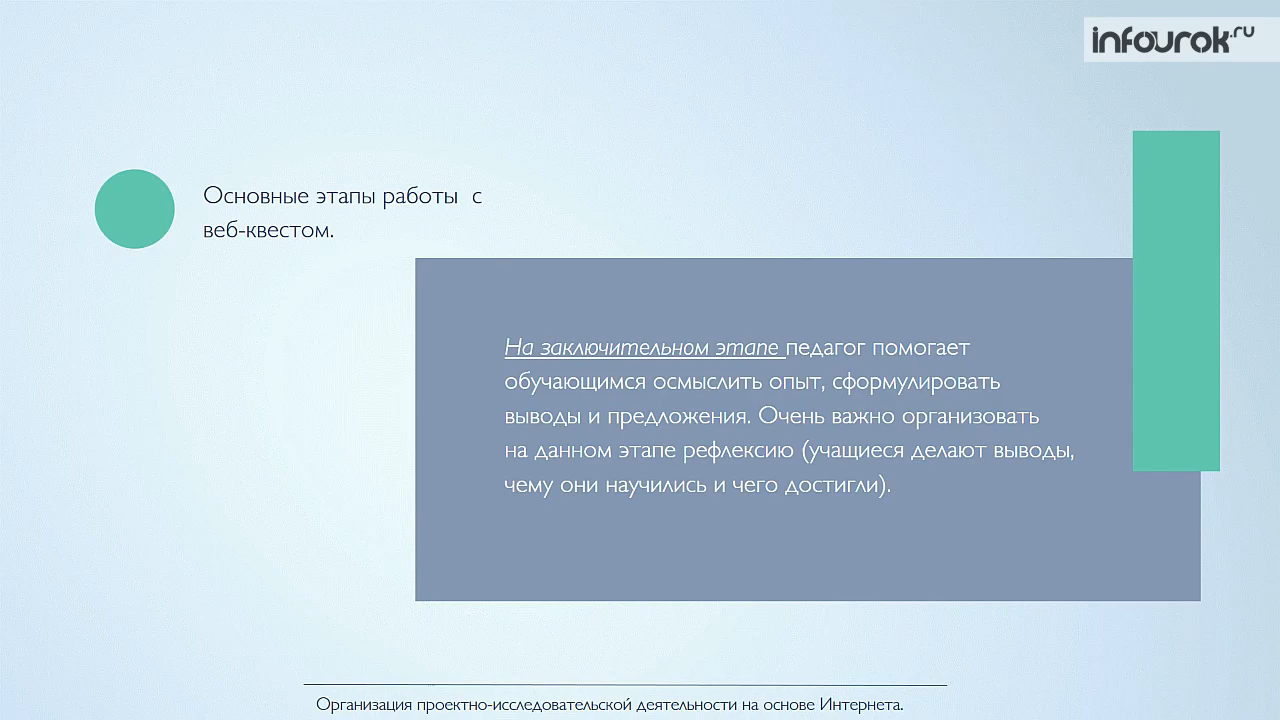 infourok.ru
Основные этапы работы с
веб-квестом.
На заключительном этапе педагог помогает
обучающимся осмыслить опыт, сформулировать
выводы и предложения. Очень важно организовать
на данном этапе рефлексию (учащиеся делают выводы,
чему они научились и чего достигли).
Организация проектно-исследовательской деятельности на основе Интернета.